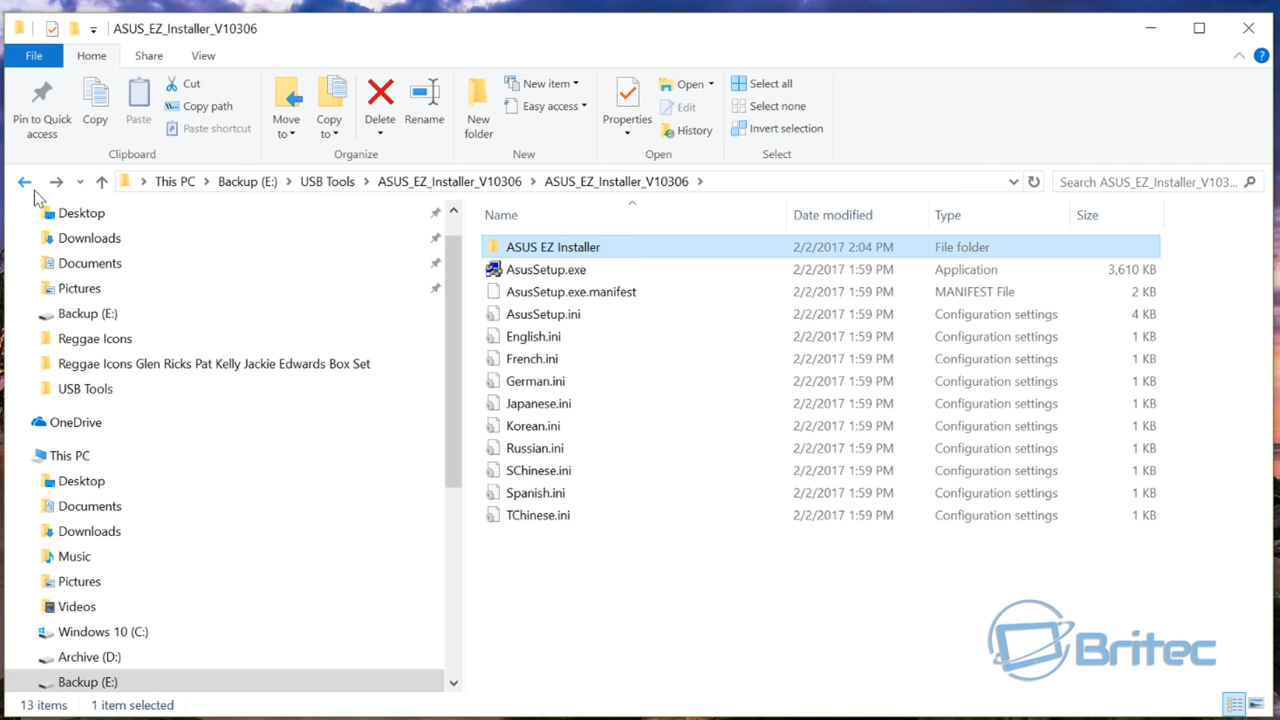 ASUS_EZ_Installer_V10306
File Home Share View
Pin to Quick access
Copy
Paste
Cut
Copy path
Paste shortcut
Clipboard
Move to
Copy to
Delete
Rename
Organize
New folder
New item
Easy access
New
Properties
Open
Edit
History
Open
Select all
Select none
Invert selection
Select
This PC Backup (E:) USB Tools ASUS_EZ_Installer_V10306 ASUS_EZ_Installer_V10306
Search ASUS_EZ_Installer_V103...
Desktop
Downloads
Documents
Pictures
Backup (E:)
Reggae Icons
Reggae Icons Glen Ricks Pat Kelly Jackie Edwards Box Set
USB Tools
OneDrive
This PC
Desktop
Documents
Downloads
Music
Pictures
Videos
Windows 10 (C:)
Archive (D:)
Backup (E:)
Name Date modified Type Size
ASUS EZ Installer 2/2/2017 2:04 PM File folder
AsusSetup.exe 2/2/2017 1:59 PM Application 3,610 KB
AsusSetup.exe.manifest 2/2/2017 1:59 PM MANIFEST File 2 KB
AsusSetup.ini 2/2/2017 1:59 PM Configuration settings 4 KB
English.ini 2/2/2017 1:59 PM Configuration settings 1 KB
French.ini 2/2/2017 1:59 PM Configuration settings 1 KB
German.ini 2/2/2017 1:59 PM Configuration settings 1 KB
Japanese.ini 2/2/2017 1:59 PM Configuration settings 1 KB
Korean.ini 2/2/2017 1:59 PM Configuration settings 1 KB
Russian.ini 2/2/2017 1:59 PM Configuration settings 1 KB
SChinese.ini 2/2/2017 1:59 PM Configuration settings 1 KB
Spanish.ini 2/2/2017 1:59 PM Configuration settings 1 KB
TChinese.ini 2/2/2017 1:59 PM Configuration settings 1 KB
Britec
13 items 1 item selected